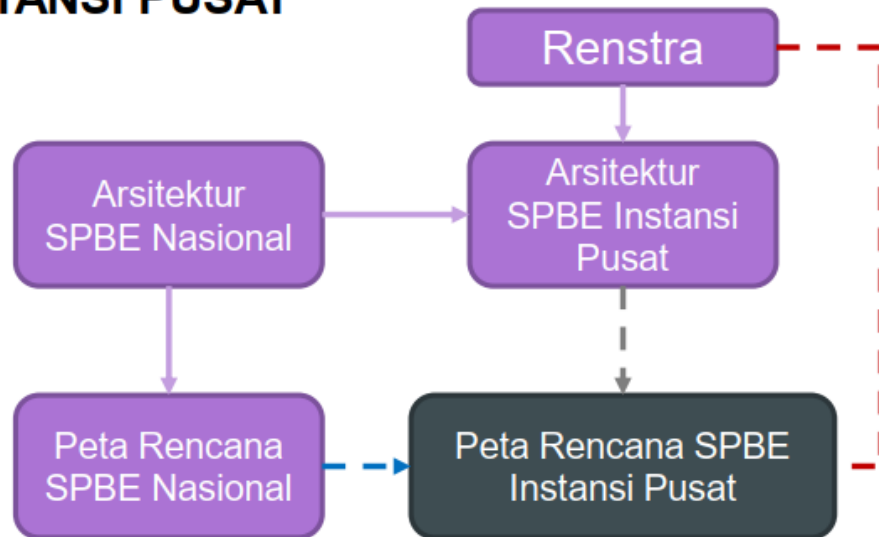 Renstra
Arsitektur
SPBE Nasional
Arsitektur
SPBE Instansi
Pusat
Peta Rencana
SPBE Nasional
Peta Rencana SPBE
Instansi Pusat